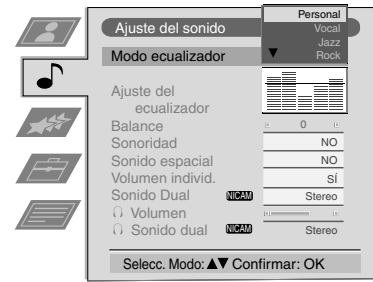 Ajuste del sonido
Personal
Vocal
Jazz
Modo ecualizador
▼ Rock
Ajuste del
ecualizador
Balance 0
Sonoridad NO
Sonido espacial NO
Volumen individ. SÍ
Sonido Dual NICAM Stereo
Volumen
Sonido dual NICAM Stereo
Selecc. Modo: ▲▼ Confirmar: OK